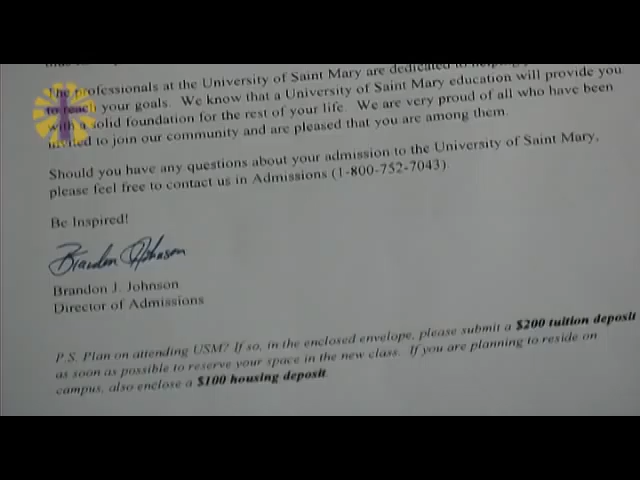 The professionals at the University of Saint Mary are dedicated to
to reach your goals. We know that a University of Saint Mary education will provide you
with a solid foundation for the rest of your life. We are very proud of all who have been
invited to join our community and are pleased that you are among them.
Should you have any questions about your admission to the University of Saint Mary,
please feel free to contact us in Admissions (1-800-752-7043).
Be Inspired!
Brandon J Johnson
Brandon J. Johnson
Director of Admissions
P.S. Plan on attending USM? If so, in the enclosed envelope, please submit a $200 tuition deposit
as soon as possible to reserve your space in the new class. If you are planning to reside on
campus, also enclose a $100 housing deposit.